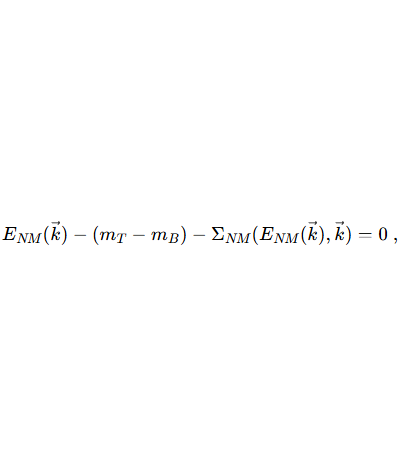 $E_{NM}(\vec{k}) - (m_T - m_B) - \Sigma_{NM}(E_{NM}(\vec{k}), \vec{k}) = 0 \;,$